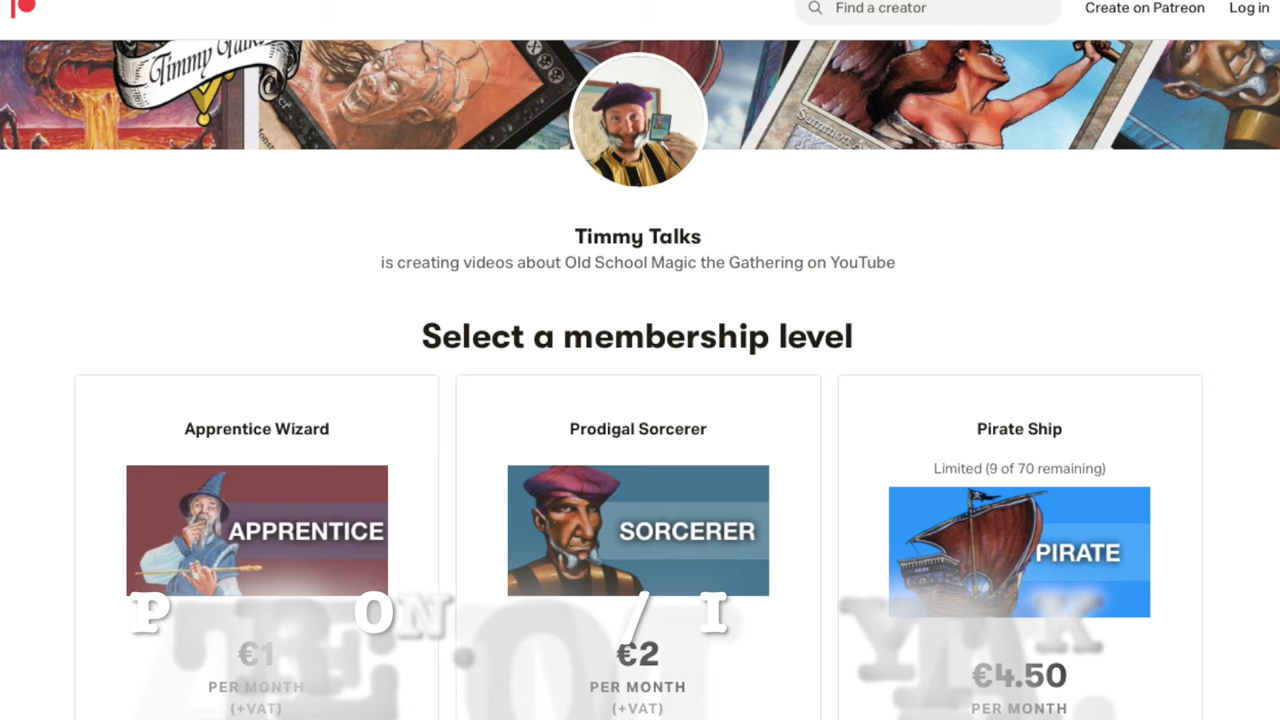 Find a creator
Create on Patreon
Log in
Timmy Talks
Summon A
Timmy Talks
is creating videos about Old School Magic the Gathering on YouTube
Select a membership level
Apprentice Wizard
Prodigal Sorcerer
Pirate Ship
Limited (9 of 70 remaining)
APPRENTICE
SORCERER
PIRATE
P O N . / I Y K
€1
€2
€4.50
PER MONTH
PER MONTH
PER MONTH
(+VAT)
(+VAT)